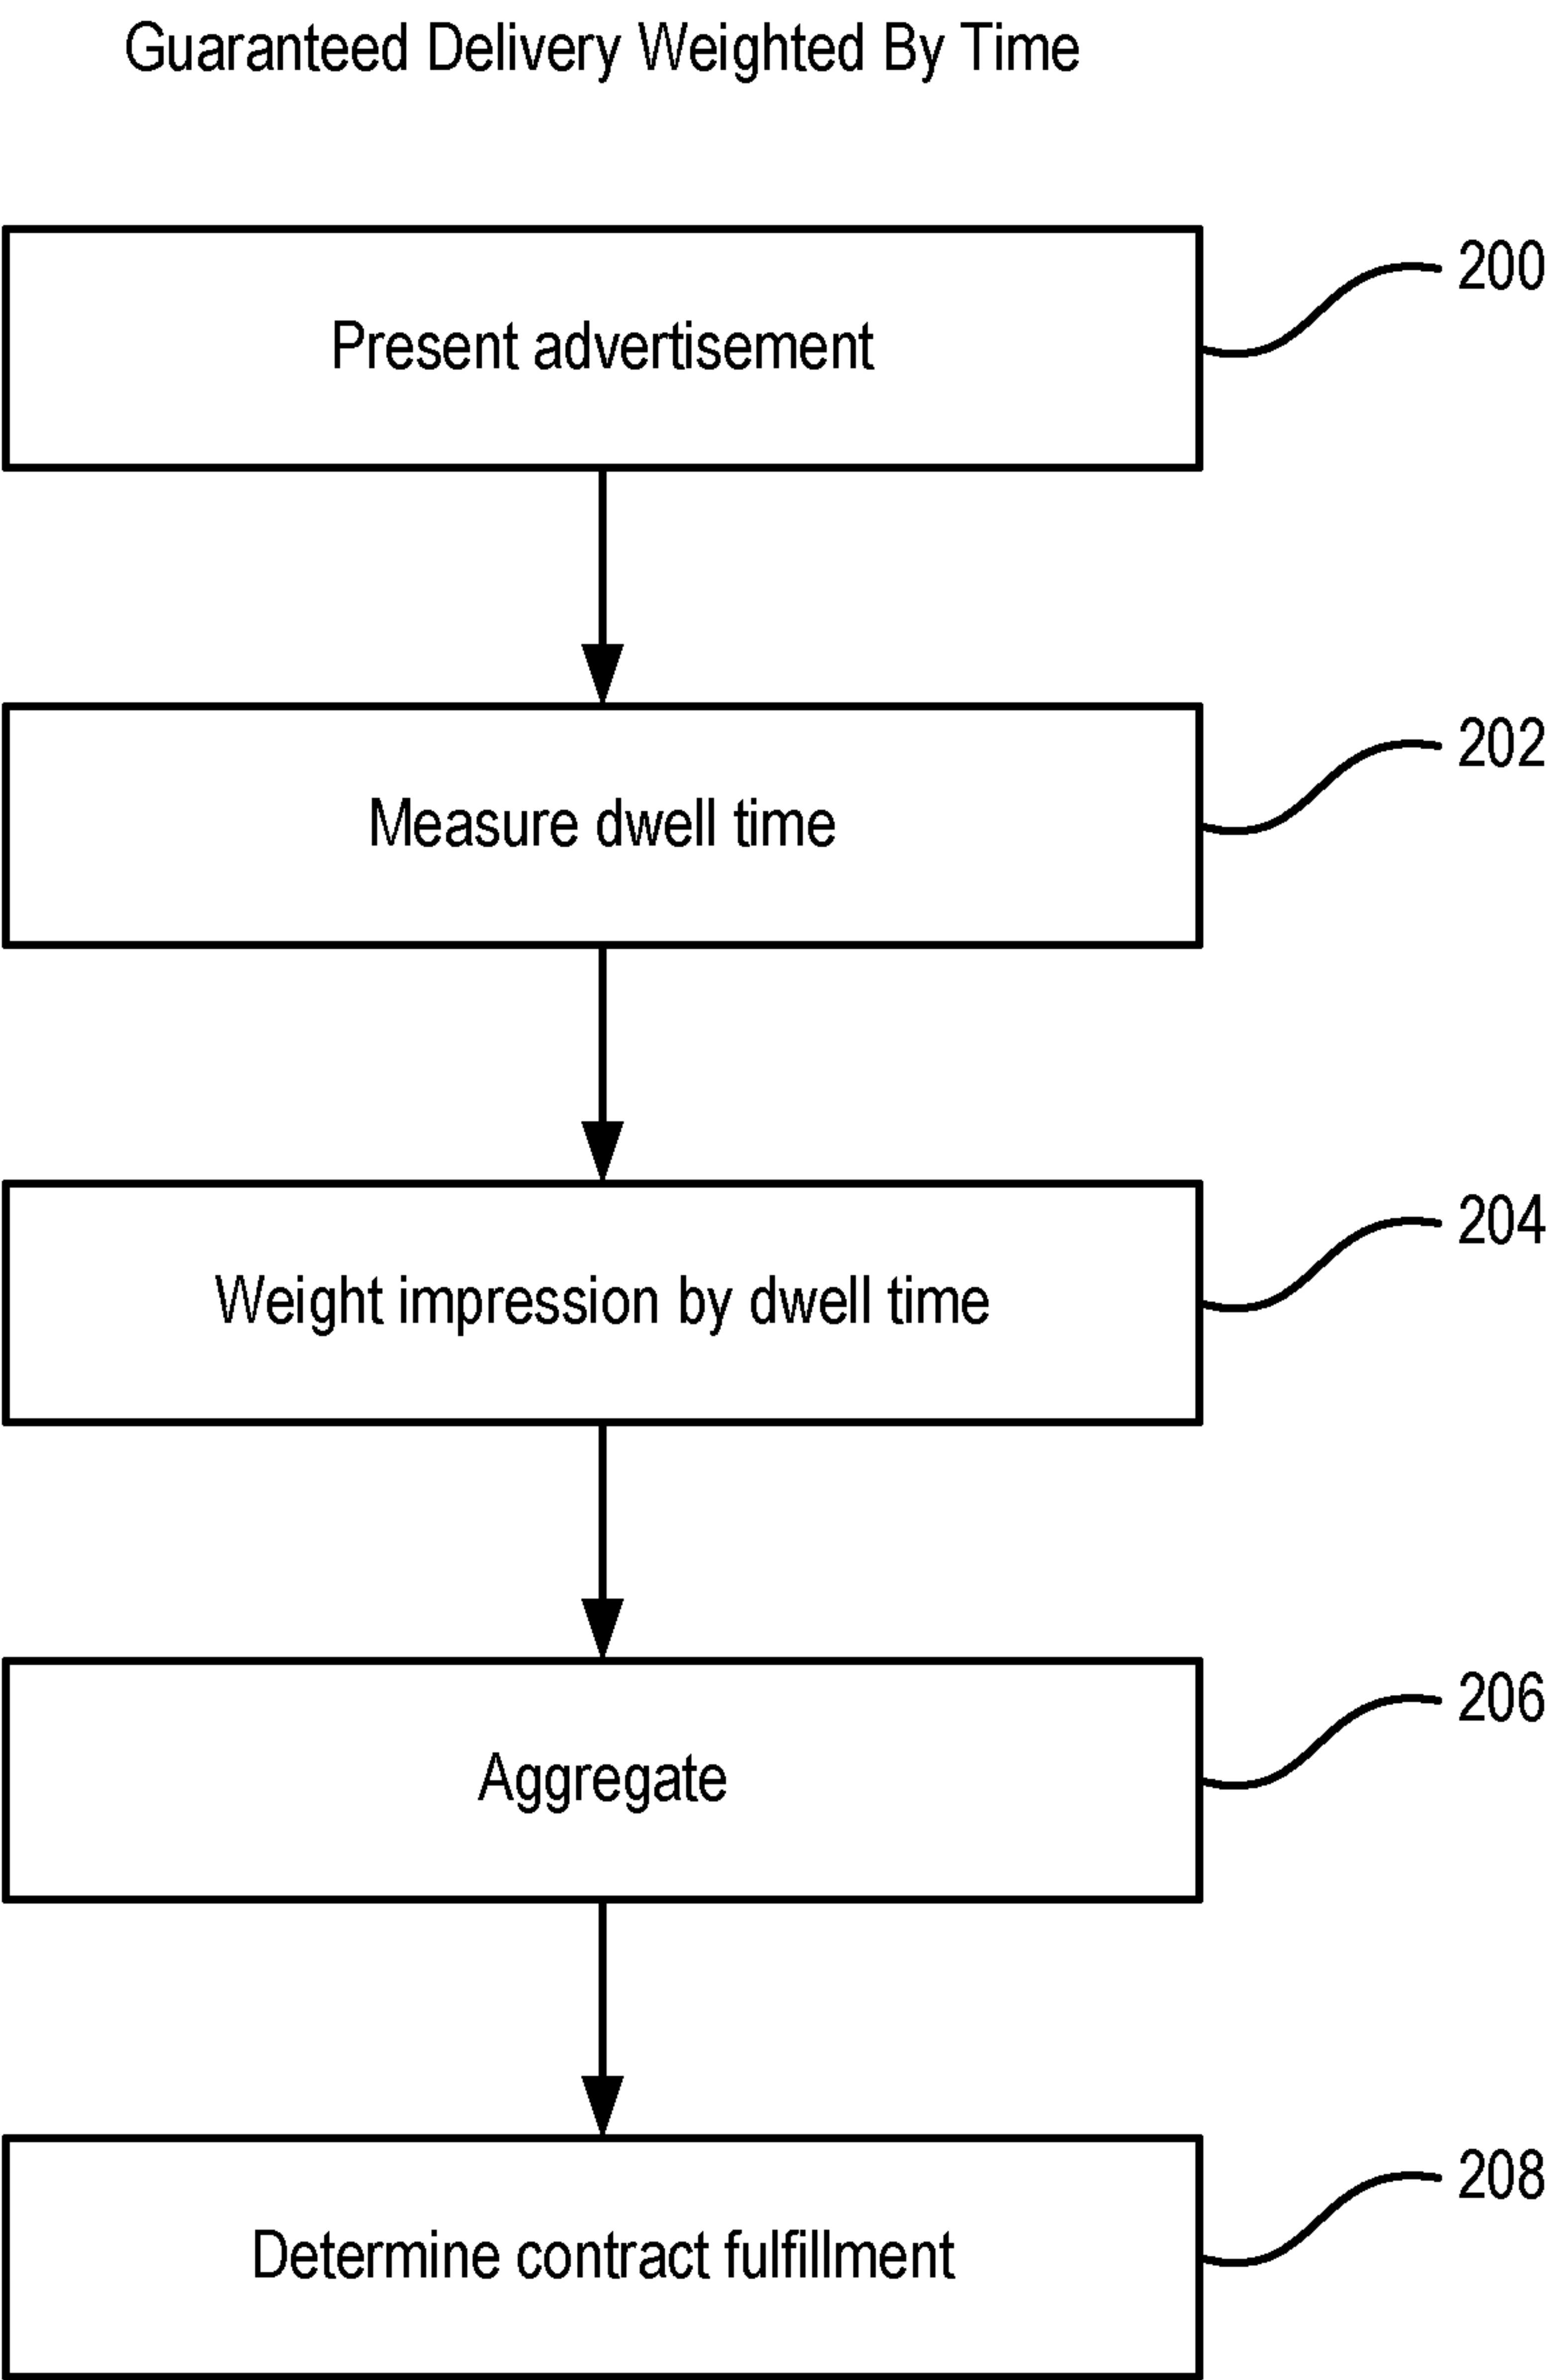 Guaranteed Delivery Weighted By Time
Present advertisement
200
Measure dwell time
202
Weight impression by dwell time
204
Aggregate
206
Determine contract fulfillment
208